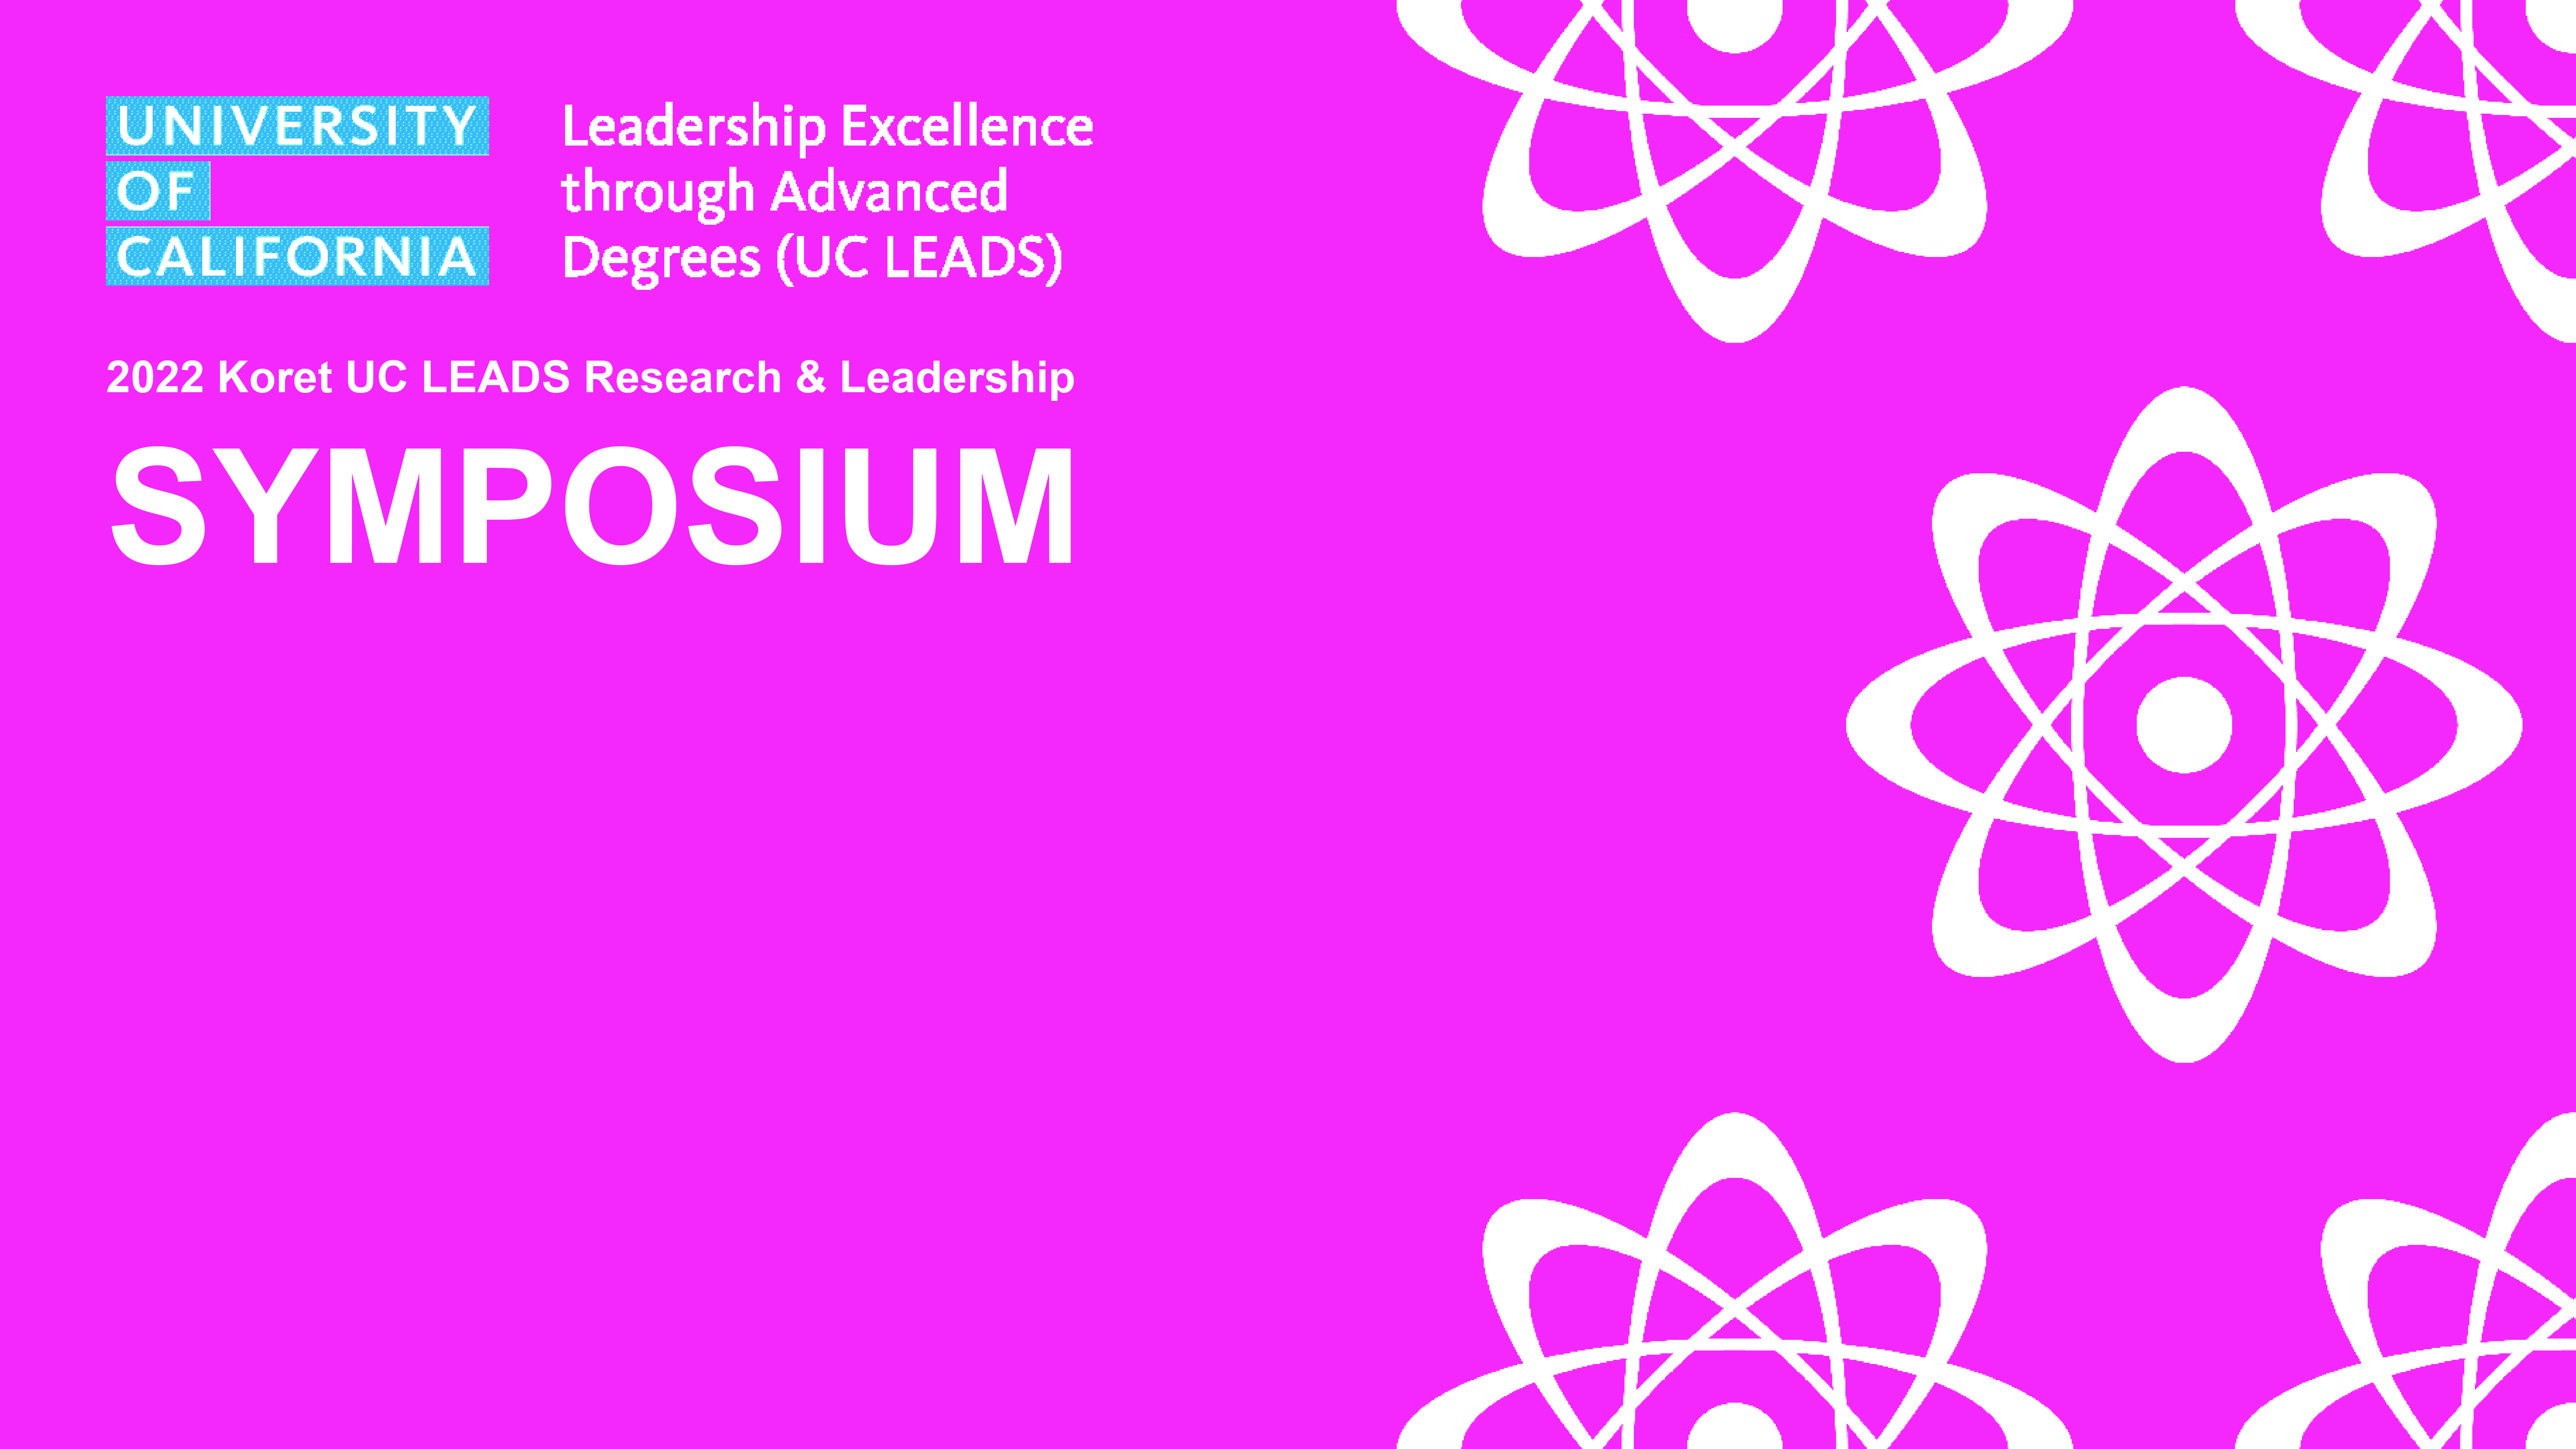 UNIVERSITY
OF
CALIFORNIA
Leadership Excellence
through Advanced
Degrees (UC LEADS)
2022 Koret UC LEADS Research & Leadership
SYMPOSIUM